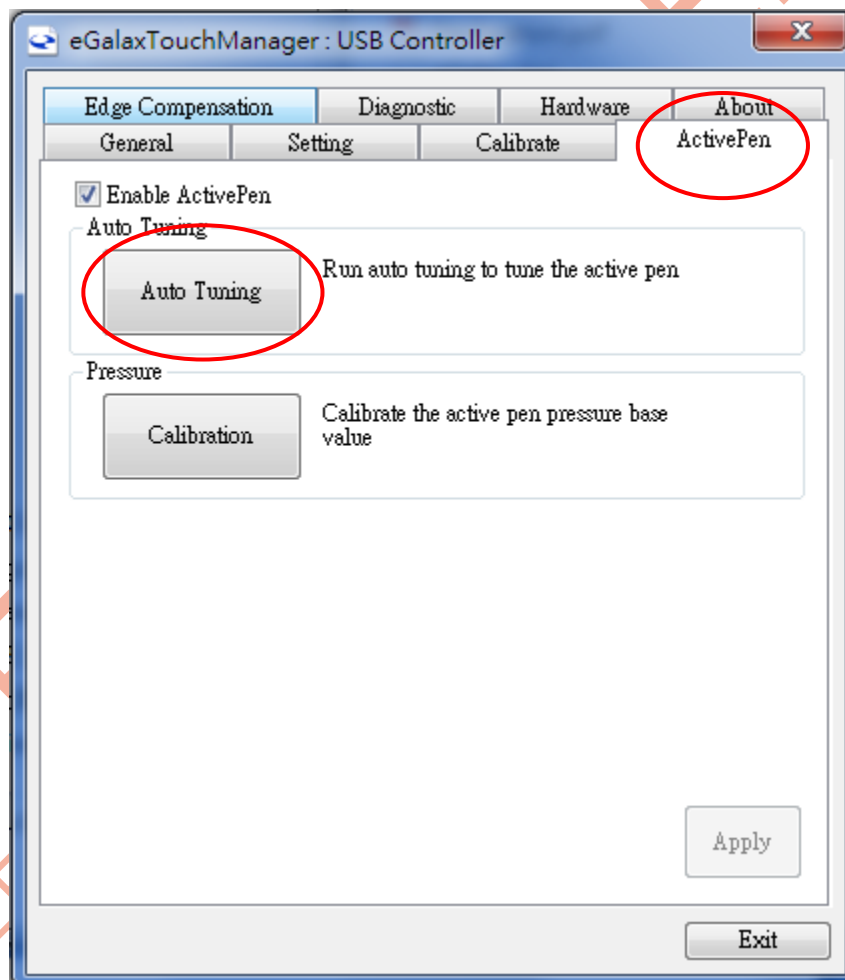 eGalaxTouchManager : USB Controller
Edge Compensation Diagnostic Hardware About
General Setting Calibrate ActivePen
Enable ActivePen
Auto Tuning
Auto Tuning
Run auto tuning to tune the active pen
Pressure
Calibration
Calibrate the active pen pressure base
value
Apply
Exit